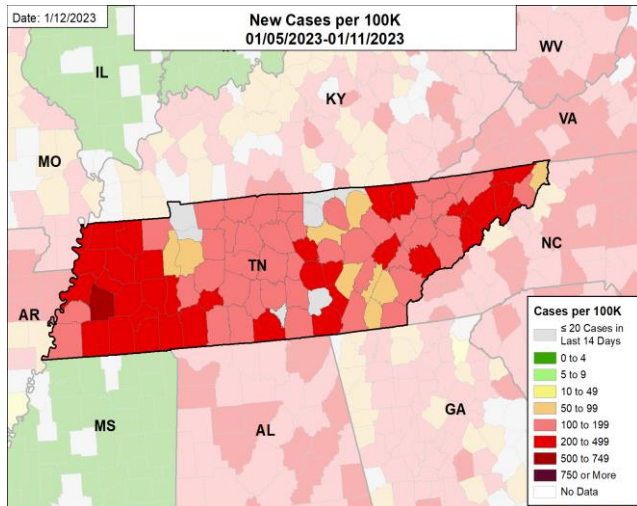 Date: 1/12/2023
New Cases per 100K
01/05/2023-01/11/2023
WV
IL
KY
VA
MO
TN
NC
AR
MS
AL
GA
Cases per 100K
≤ 20 Cases in
Last 14 Days
0 to 4
5 to 9
10 to 49
50 to 99
100 to 199
200 to 499
500 to 749
750 or More
No Data